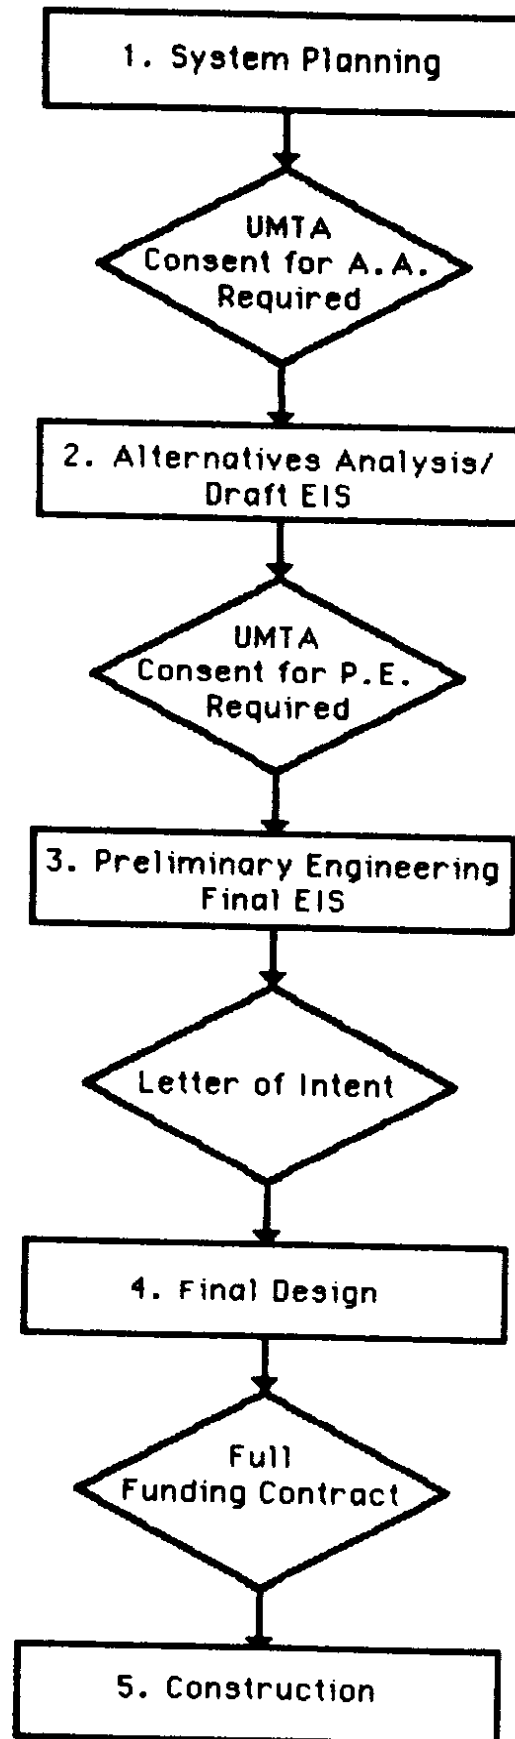 1. System Planning
UMTA
Consent for A.A.
Required
2. Alternatives Analysis/
Draft EIS
UMTA
Consent for P.E.
Required
3. Preliminary Engineering
Final EIS
Letter of Intent
4. Final Design
Full
Funding Contract
5. Construction